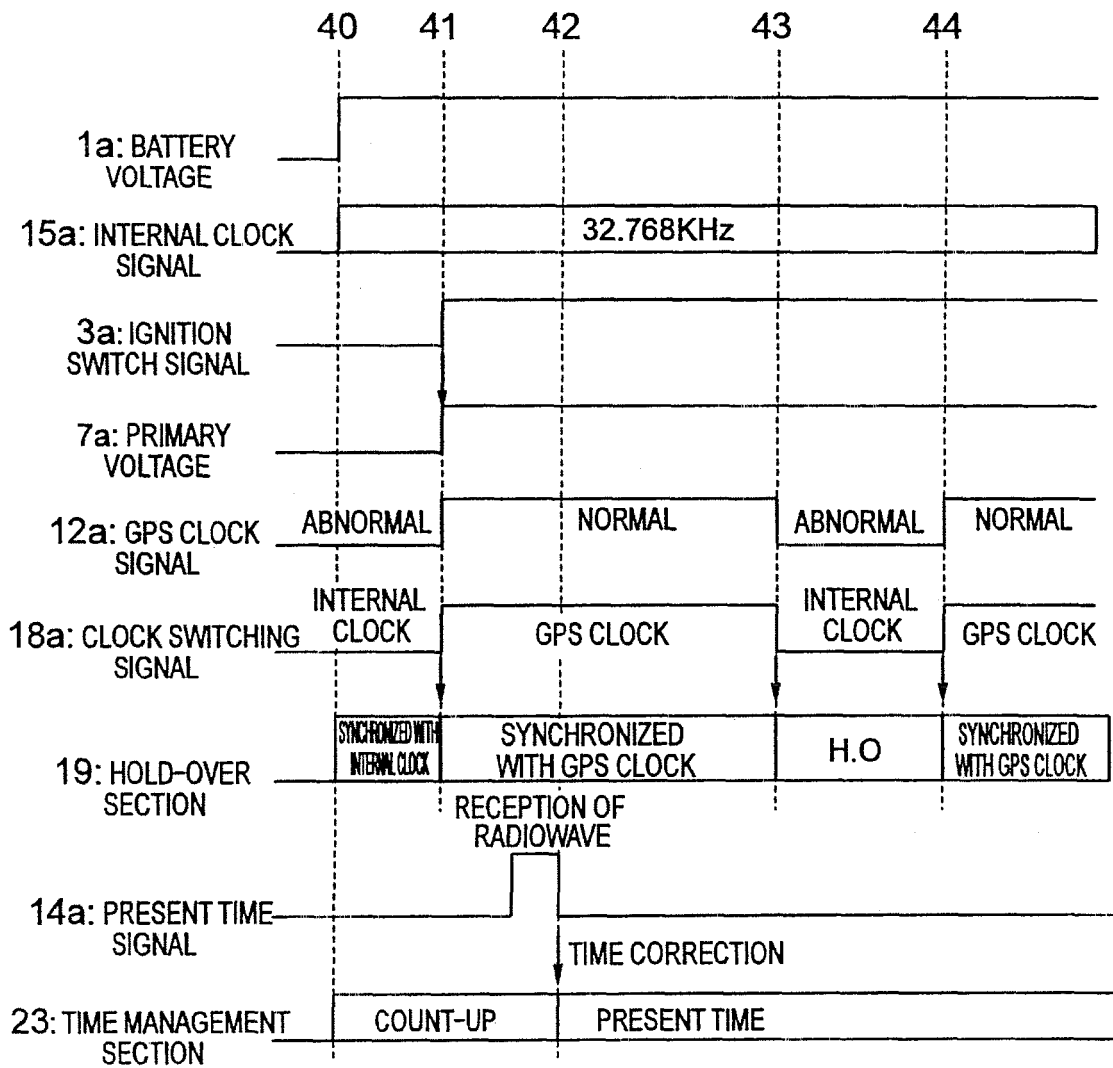 40 41 42 43 44
1a: BATTERY
VOLTAGE
15a: INTERNAL CLOCK
SIGNAL
32.768KHz
3a: IGNITION
SWITCH SIGNAL
7a: PRIMARY
VOLTAGE
12a: GPS CLOCK
SIGNAL
ABNORMAL NORMAL ABNORMAL NORMAL
18a: CLOCK SWITCHING
SIGNAL
INTERNAL
CLOCK
GPS CLOCK
INTERNAL
CLOCK
GPS CLOCK
19: HOLD-OVER
SECTION
SYNCHRONIZED WITH
INTERNAL CLOCK
SYNCHRONIZED
WITH GPS CLOCK
H.O
SYNCHRONIZED
WITH GPS CLOCK
RECEPTION OF
RADIOWAVE
14a: PRESENT TIME
SIGNAL
TIME CORRECTION
23: TIME MANAGEMENT
SECTION
COUNT-UP PRESENT TIME